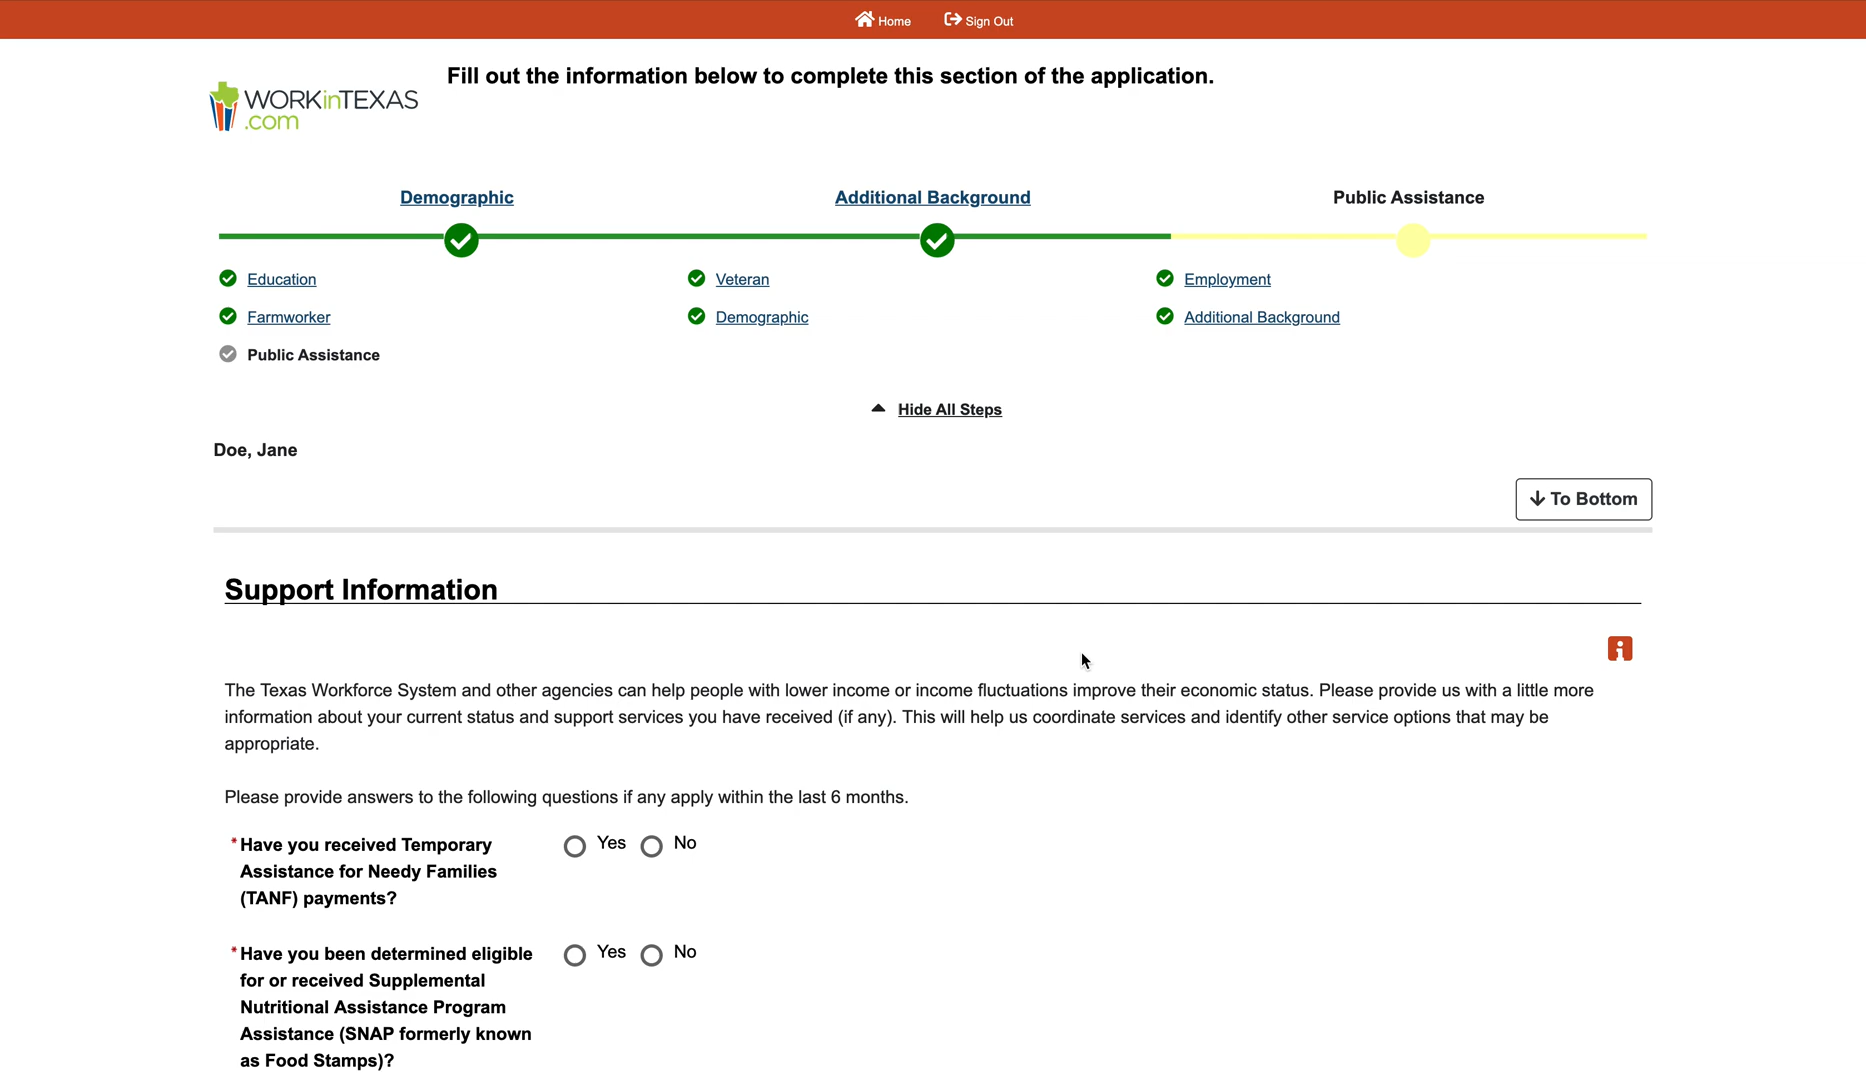 Home Sign Out
Fill out the information below to complete this section of the application.
WORKinTEXAS
.com
Demographic Additional Background Public Assistance
Education Veteran Employment
Farmworker Demographic Additional Background
Public Assistance
Hide All Steps
Doe, Jane
To Bottom
Support Information
The Texas Workforce System and other agencies can help people with lower income or income fluctuations improve their economic status. Please provide us with a little more
information about your current status and support services you have received (if any). This will help us coordinate services and identify other service options that may be
appropriate.
Please provide answers to the following questions if any apply within the last 6 months.
*Have you received Temporary Yes No
Assistance for Needy Families
(TANF) payments?
*Have you been determined eligible Yes No
for or received Supplemental
Nutritional Assistance Program
Assistance (SNAP formerly known
as Food Stamps)?